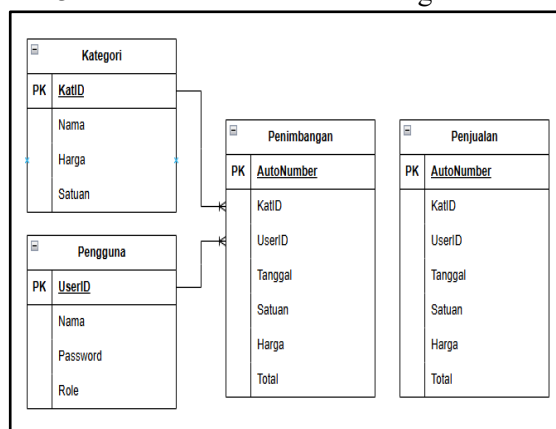 Kategori
PK KatID
Nama
Harga
Satuan
Pengguna
PK UserID
Nama
Password
Role
Penimbangan
PK AutoNumber
KatID
UserID
Tanggal
Satuan
Harga
Total
Penjualan
PK AutoNumber
KatID
UserID
Tanggal
Satuan
Harga
Total